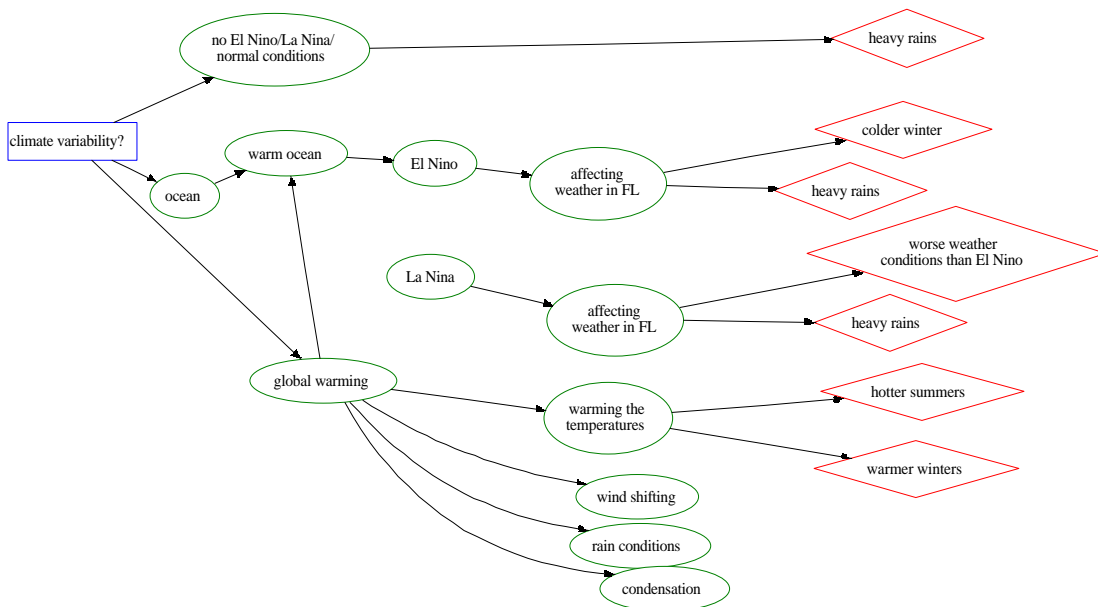 no El Nino/La Nina/
normal conditions
heavy rains
climate variability?
ocean
warm ocean
El Nino
affecting
weather in FL
colder winter
heavy rains
La Nina
affecting
weather in FL
worse weather
conditions than El Nino
heavy rains
global warming
warming the
temperatures
hotter summers
warmer winters
wind shifting
rain conditions
condensation